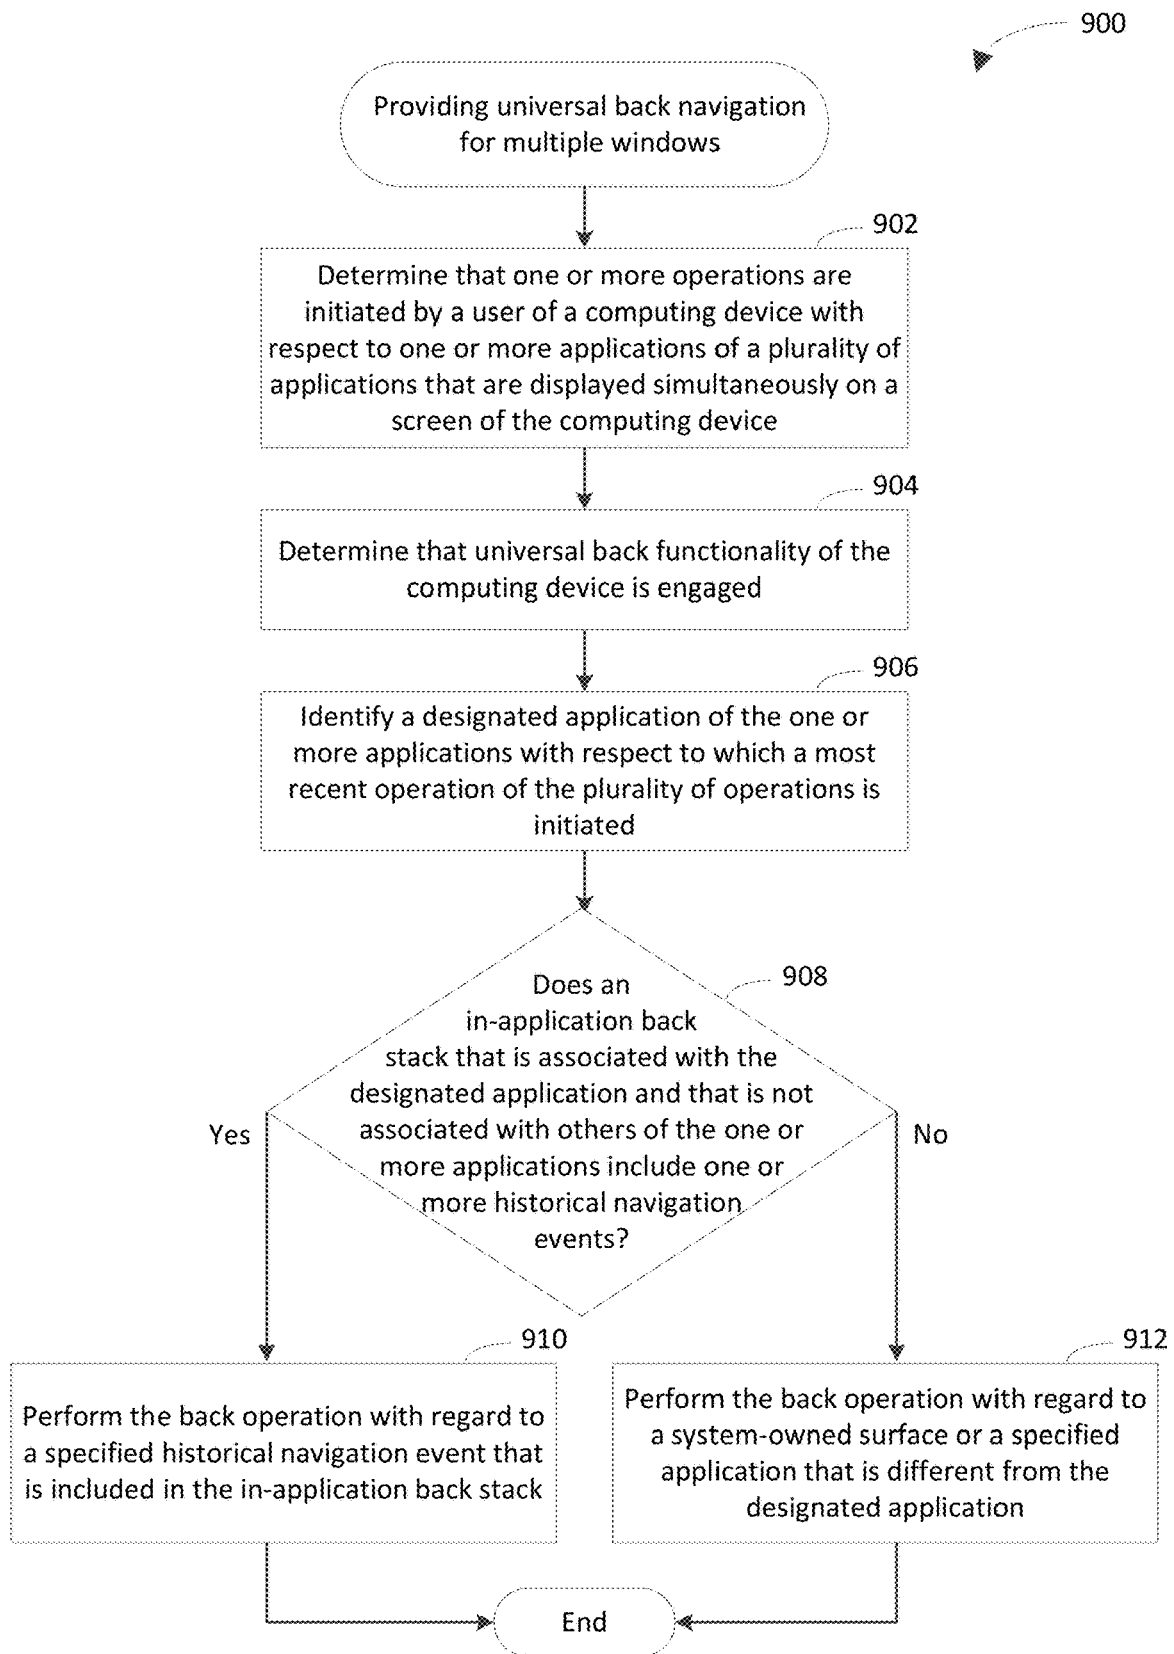 900
Providing universal back navigation
for multiple windows
902
Determine that one or more operations are
initiated by a user of a computing device with
respect to one or more applications of a plurality of
applications that are displayed simultaneously on a
screen of the computing device
904
Determine that universal back functionality of the
computing device is engaged
906
Identify a designated application of the one or
more applications with respect to which a most
recent operation of the plurality of operations is
initiated
908
Does an
in-application back
stack that is associated with the
designated application and that is not
associated with others of the one or
more applications include one or
more historical navigation
events?
Yes
No
910
Perform the back operation with regard to
a specified historical navigation event that
is included in the in-application back stack
912
Perform the back operation with regard to
a system-owned surface or a specified
application that is different from the
designated application
End